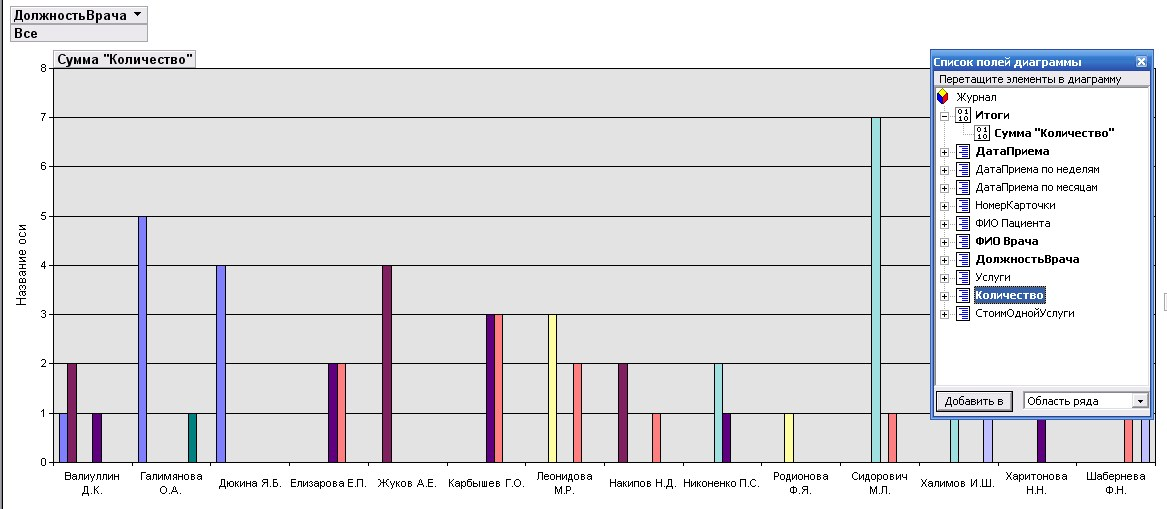 ДолжностьВрача
Все
Сумма "Количество"
8
7
6
5
4
3
2
1
0
Название оси
Валиуллин Д.К.
Галимянова О.А.
Дюкина Я.Б.
Елизарова Е.П.
Жуков А.Е.
Карбышев Г.О.
Леонидова М.Р.
Накипов Н.Д.
Никоненко П.С.
Родионова Ф.Я.
Сидорович М.Л.
Халимов И.Ш.
Харитонова Н.Н.
Шабернева Ф.Н.
Список полей диаграммы
Перетащите элементы в диаграмму
Журнал
Итоги
Сумма "Количество"
ДатаПриема
ДатаПриема по неделям
ДатаПриема по месяцам
НомерКарточки
ФИО Пациента
ФИО Врача
ДолжностьВрача
Услуги
Количество
СтоимОднойУслуги
Добавить в
Область ряда